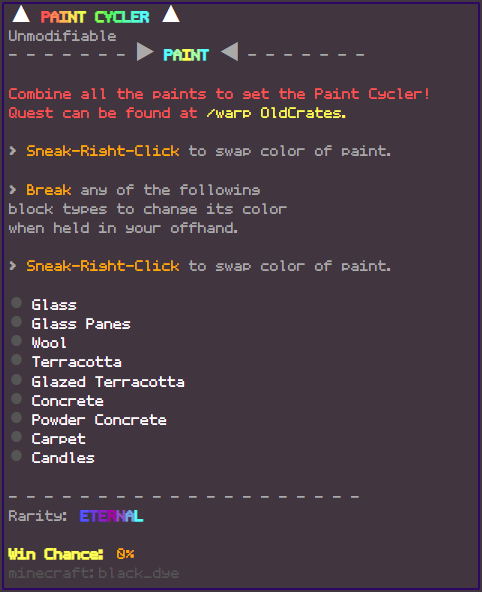 ▲ PAINT CYCLER ▲
Unmodifiable
- - - - - - - ▶ PAINT ◀ - - - - - - -
Combine all the paints to get the Paint Cycler!
Quest can be found at /warp OldCrates.
> Sneak-Right-Click to swap color of paint.
> Break any of the following
block types to change its color
when held in your offhand.
> Sneak-Right-Click to swap color of paint.
● Glass
● Glass Panes
● Wool
● Terracotta
● Glazed Terracotta
● Concrete
● Powder Concrete
● Carpet
● Candles
- - - - - - - - - - - - - - - - - - - -
Rarity: ETERNAL
Win Chance: 0%
minecraft:black_dye